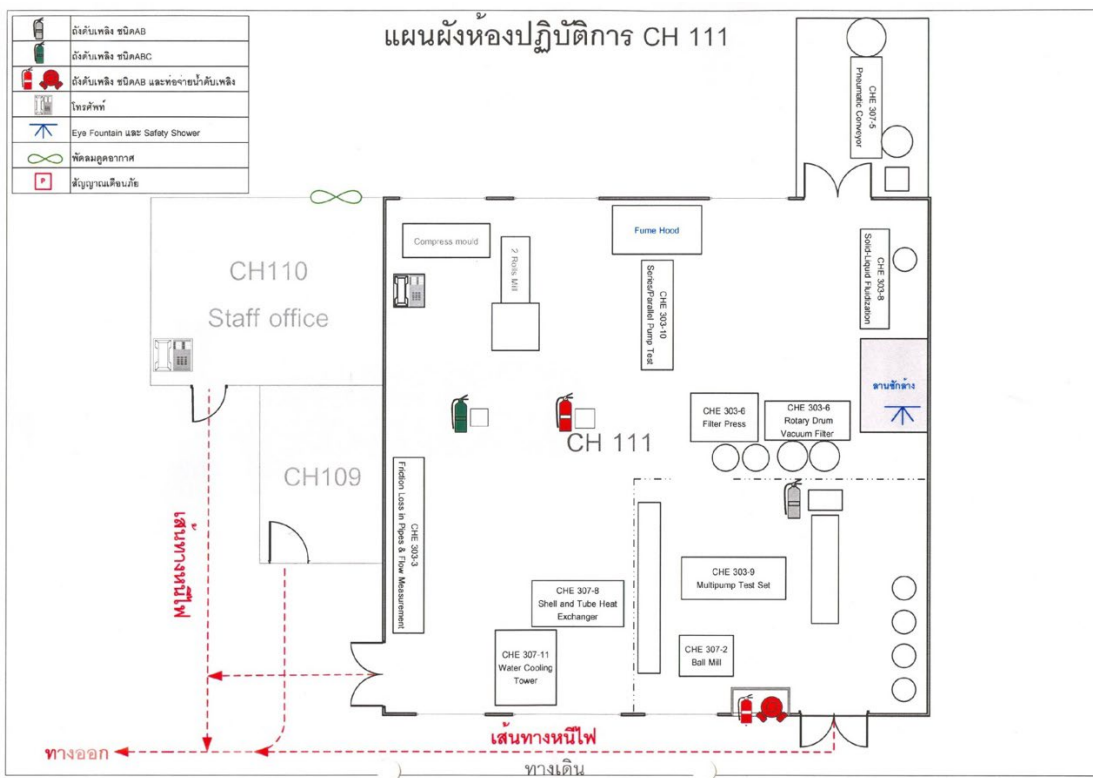 แผนผังห้องปฏิบัติการ CH 111
ถังดับเพลิง ชนิดAB
ถังดับเพลิง ชนิดABC
ถังดับเพลิง ชนิดAB และท่อจ่ายน้ำดับเพลิง
โทรศัพท์
Eye Fountain และ Safety Shower
พัดลมดูดอากาศ
P
สัญญาณเตือนภัย
CHE 307-5
Pneumatic Conveyor
CH110
Staff office
Compress mould
2 Rolls Mill
Fume Hood
CHE 303-10
Series/Parallel Pump Test
CHE 303-8
Solid-Liquid Fluidization
ลานซักล้าง
CH 111
CHE 303-6
Filter Press
CHE 303-6
Rotary Drum
Vacuum Filter
CH109
CHE 303-3
Friction Loss in Pipes & Flow Measurement
CHE 303-9
Multipump Test Set
CHE 307-8
Shell and Tube Heat
Exchanger
CHE 307-11
Water Cooling
Tower
CHE 307-2
Ball Mill
เส้นทางหนีไฟ
เส้นทางหนีไฟ
ทางออก
ทางเดิน